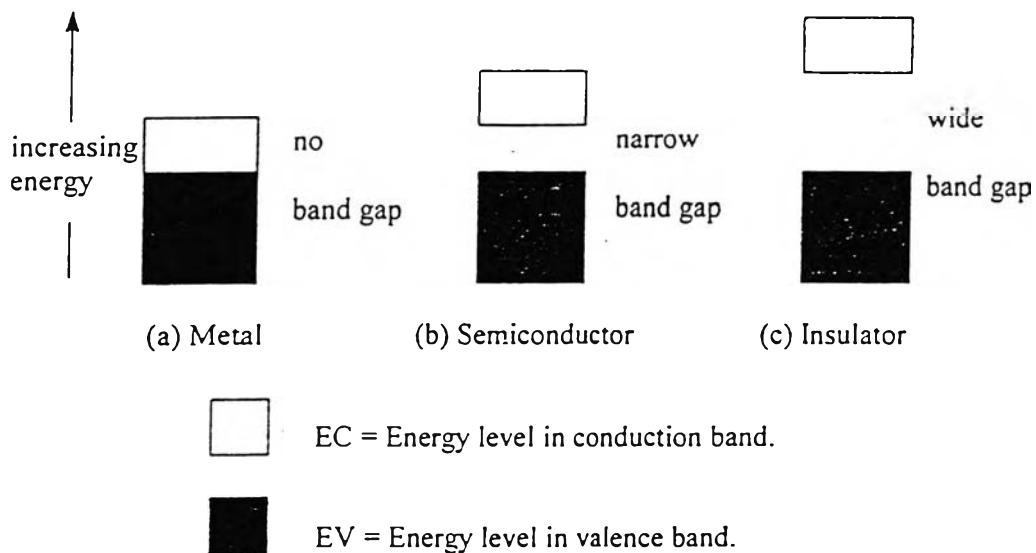 increasing
energy
no
band gap
narrow
band gap
wide
band gap
(a) Metal
(b) Semiconductor
(c) Insulator
EC = Energy level in conduction band.
EV = Energy level in valence band.